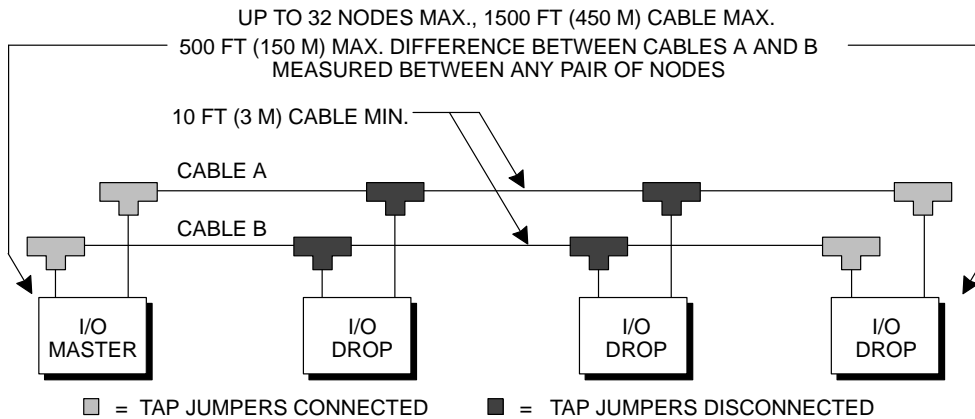 UP TO 32 NODES MAX., 1500 FT (450 M) CABLE MAX.
500 FT (150 M) MAX. DIFFERENCE BETWEEN CABLES A AND B
MEASURED BETWEEN ANY PAIR OF NODES
10 FT (3 M) CABLE MIN.
CABLE A
CABLE B
I/O
MASTER
I/O
DROP
I/O
DROP
I/O
DROP
= TAP JUMPERS CONNECTED
= TAP JUMPERS DISCONNECTED